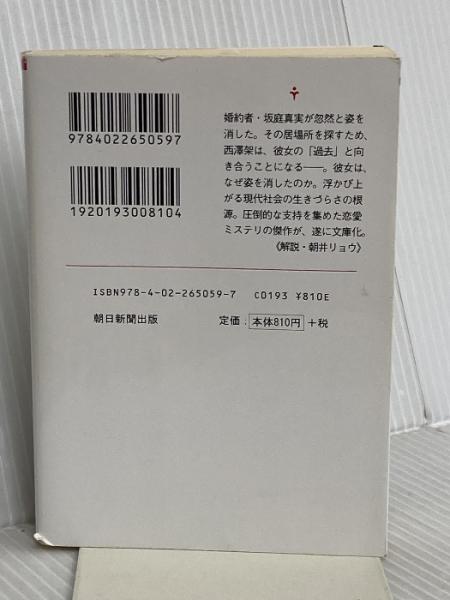 9784022650597
1920193008104
婚約者・坂庭真実が忽然と姿を
消した。その居場所を探すため、
西澤架は、彼女の「過去」と向
き合うことになる――。彼女は、
なぜ姿を消したのか。浮かび上
がる現代社会の生きづらさの根
源。圧倒的な支持を集めた恋愛
ミステリの傑作が、遂に文庫化。
《解説・朝井リョウ》
ISBN978-4-02-265059-7 C0193 ¥810E
朝日新聞出版 定価：本体810円＋税